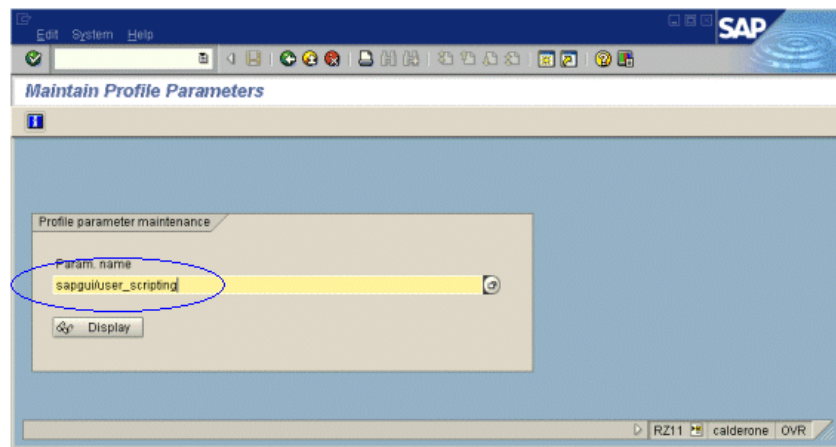 Edit System Help
SAP
Maintain Profile Parameters
Profile parameter maintenance
Param. name
sapgui/user_scripting
Display
RZ11 calderone OVR